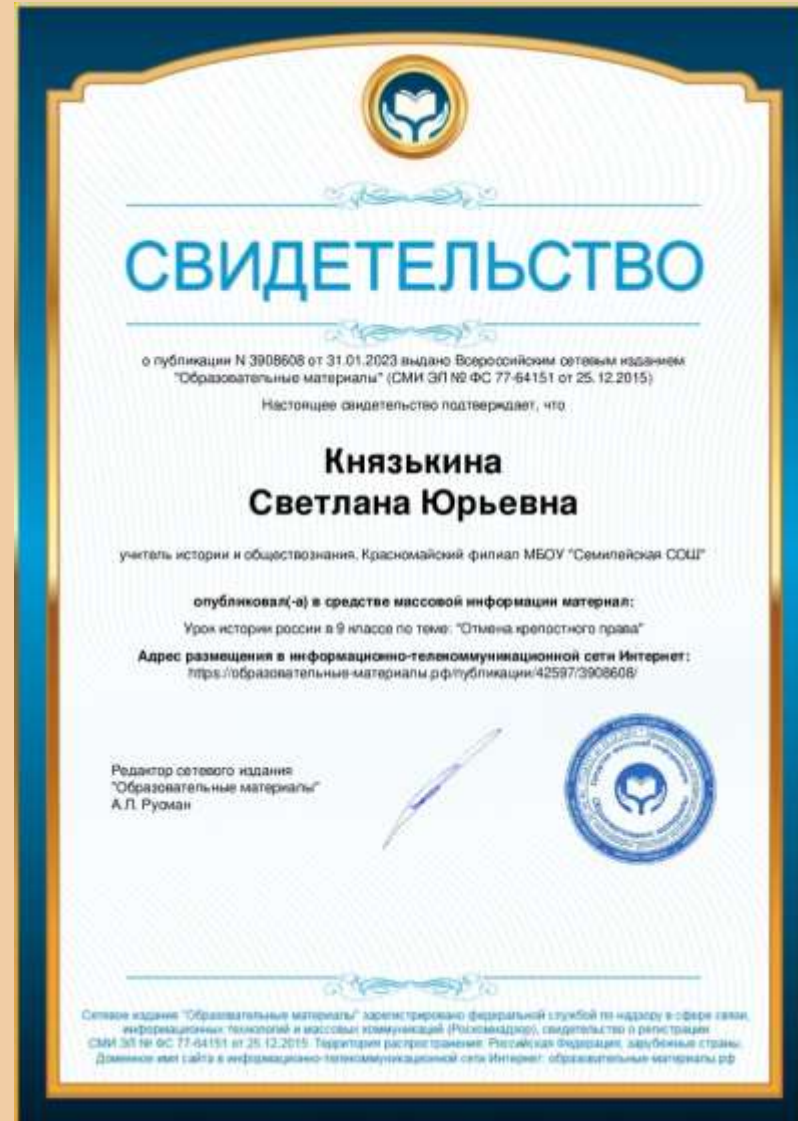 СВИДЕТЕЛЬСТВО
о публикации N 3908608 от 31.01.2023 выдано Всероссийским сетевым изданием
"Образовательные материалы" (СМИ ЭЛ № ФС 77-64151 от 25.12.2015)
Настоящее свидетельство подтверждает, что
Князькина
Светлана Юрьевна
учитель истории и обществознания, Красномайский филиал МБОУ "Семилейская СОШ"
опубликовал(-а) в средстве массовой информации материал:
Урок истории россии в 9 классе по теме: "Отмена крепостного права"
Адрес размещения в информационно-телекоммуникационной сети Интернет:
https://образовательные-материалы.рф/публикации/42597/3908608/
Редактор сетевого издания
"Образовательные материалы"
А.Л. Русман
Сетевое издание "Образовательные материалы" зарегистрировано федеральной службой по надзору в сфере связи,
информационных технологий и массовых коммуникаций (Роскомнадзор), свидетельство о регистрации
СМИ ЭЛ № ФС 77-64151 от 25.12.2015. Территория распространения: Российская Федерация, зарубежные страны.
Доменное имя сайта в информационно-телекоммуникационной сети Интернет: образовательные-материалы.рф